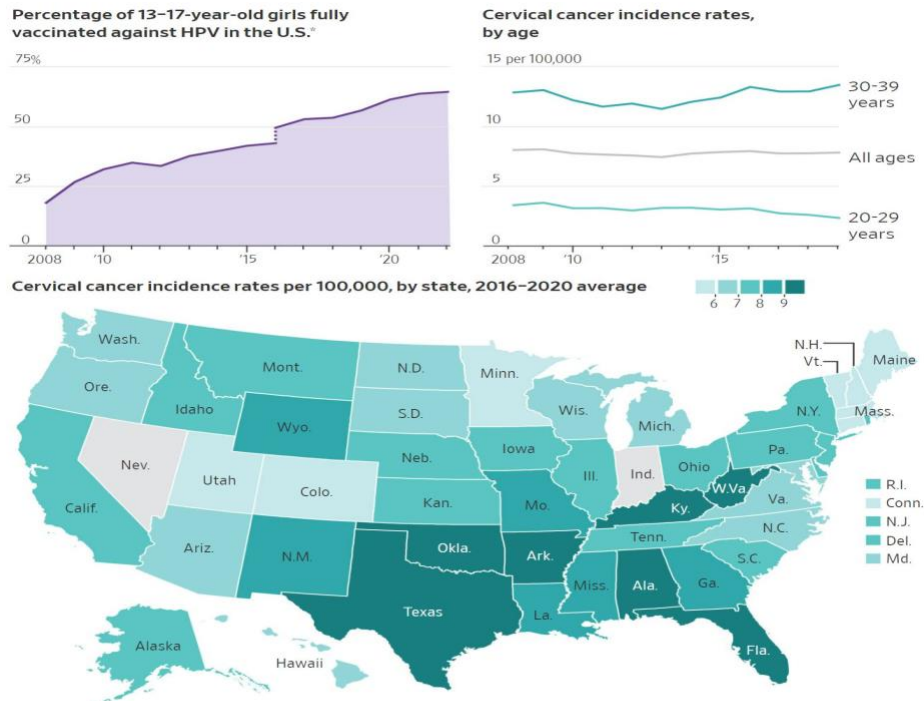 Percentage of 13–17-year-old girls fully
vaccinated against HPV in the U.S.*
75%
50
25
0
2008
'10
'15
'20
Cervical cancer incidence rates,
by age
15 per 100,000
10
5
0
2008
'10
'15
30-39
years
All ages
20-29
years
Cervical cancer incidence rates per 100,000, by state, 2016–2020 average
6 7 8 9
Wash.
Ore.
Calif.
Nev.
Idaho
Mont.
Wyo.
Utah
Colo.
Ariz.
N.M.
N.D.
S.D.
Neb.
Kan.
Okla.
Texas
Minn.
Iowa
Mo.
Ark.
La.
Wis.
Ill.
Mich.
Ind.
Ohio
Ky.
Tenn.
Miss.
Ala.
Ga.
Fla.
S.C.
N.C.
Va.
W.Va.
Pa.
N.Y.
N.H.
Vt.
Maine
Mass.
R.I.
Conn.
N.J.
Del.
Md.
Alaska
Hawaii